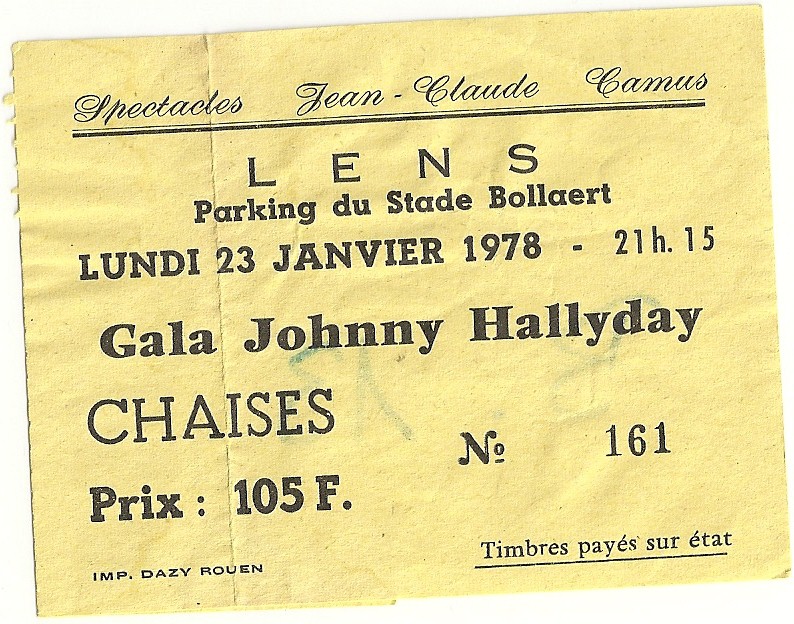 Spectacles Jean-Claude Camus
LENS
Parking du Stade Bollaert
LUNDI 23 JANVIER 1978 - 21h. 15
Gala Johnny Hallyday
CHAISES
No 161
Prix : 105 F.
Timbres payés sur état
IMP. DAZY ROUEN